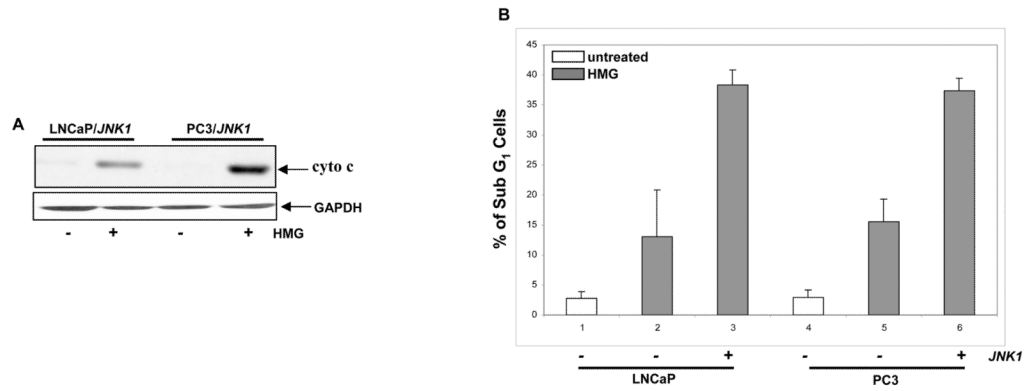 A
LNCaP/JNK1 PC3/JNK1
cyto c
GAPDH
- + - + HMG
B
45
40
35
30
25
20
15
10
5
0
% of Sub G1 Cells
untreated
HMG
1 2 3 4 5 6
- - + - - + JNK1
LNCaP PC3